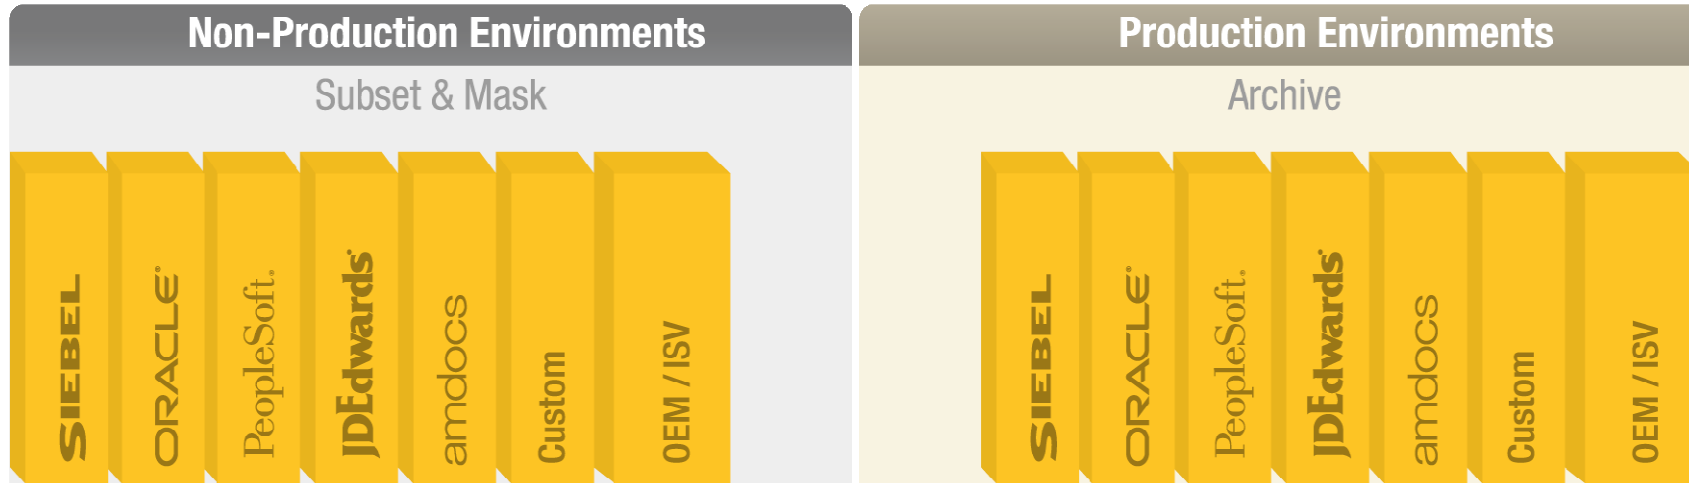 Non-Production Environments
Subset & Mask
SIEBEL
ORACLE®
PeopleSoft.
JDEdwards
amdocs
Custom
OEM / ISV
Production Environments
Archive
SIEBEL
ORACLE®
PeopleSoft.
JDEdwards
amdocs
Custom
OEM / ISV